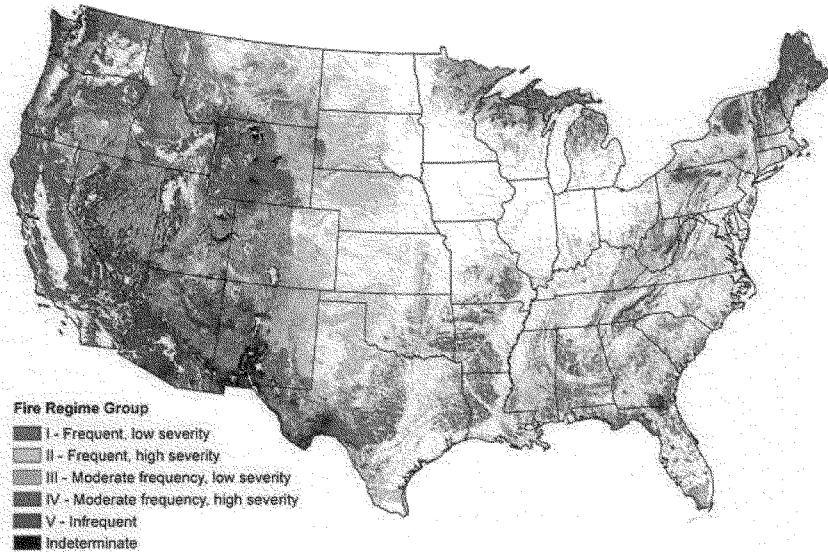 Fire Regime Group
I - Frequent, low severity
II - Frequent, high severity
III - Moderate frequency, low severity
IV - Moderate frequency, high severity
V - Infrequent
Indeterminate